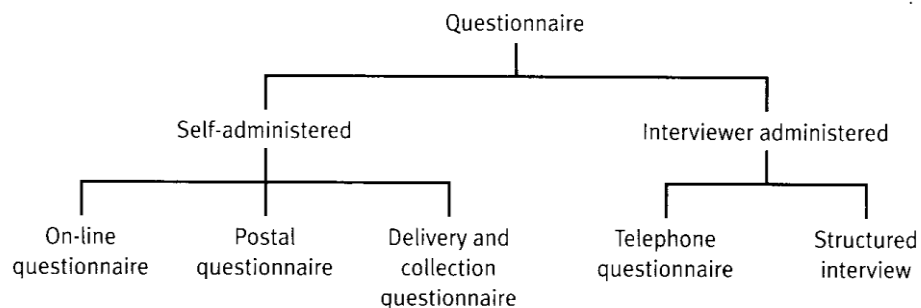 Questionnaire
Self-administered
Interviewer administered
On-line
questionnaire
Postal
questionnaire
Delivery and
collection
questionnaire
Telephone
questionnaire
Structured
interview